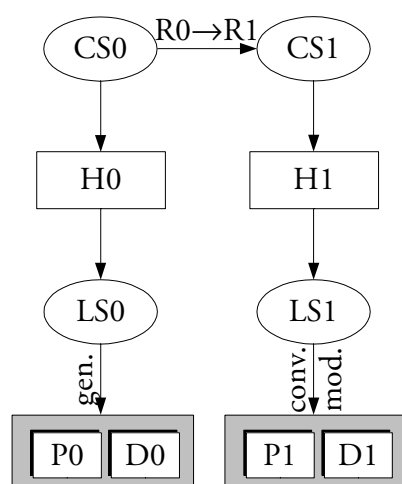 CS0 R0→R1 CS1
H0 H1
LS0 LS1
gen. conv. mod.
P0 D0 P1 D1